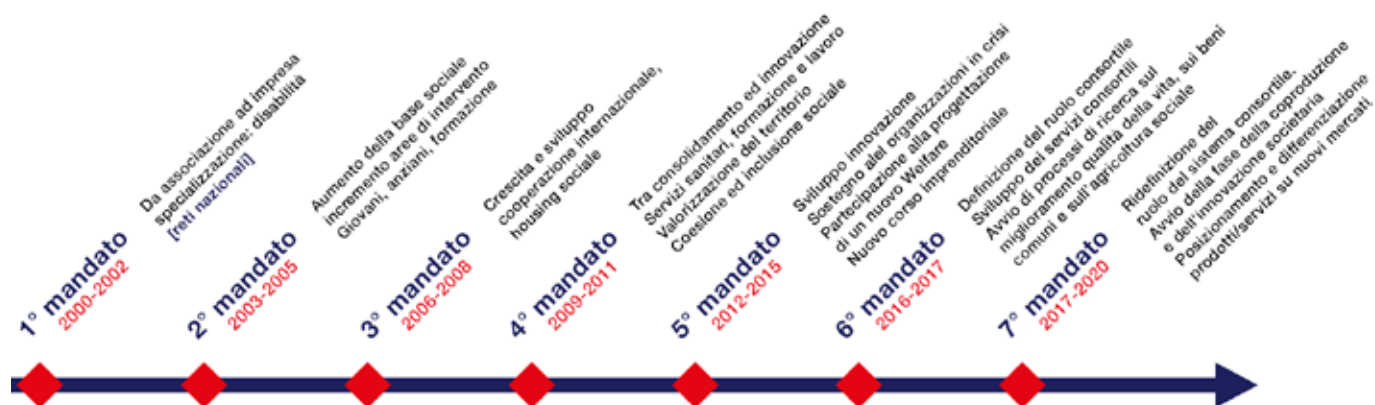 1° mandato
2000-2002
Da associazione ad impresa
specializzazione: disabilità
[reti nazionali]
2° mandato
2003-2005
Aumento della base sociale
incremento aree di intervento
Giovani, anziani, formazione
3° mandato
2006-2008
Crescita e sviluppo
cooperazione internazionale,
housing sociale
4° mandato
2009-2011
Tra consolidamento ed innovazione
Servizi sanitari, formazione e lavoro
Valorizzazione del territorio
Coesione ed inclusione sociale
5° mandato
2012-2015
Sviluppo innovazione
Sostegno alel organizzazioni in crisi
Partecipazione alla progettazione
di un nuovo Welfare
Nuovo corso imprenditoriale
6° mandato
2016-2017
Definizione del ruolo consortile
Sviluppo dei servizi consortili
Avvio di processi di ricerca sul
miglioramento qualità della vita, sui beni
comuni e sull'agricoltura sociale
7° mandato
2017-2020
Ridefinizione del
ruolo del sistema consortile.
Avvio della fase della coproduzione
e dell'innovazione societaria
Posizionamento e differenziazione
prodotti/servizi su nuovi mercati